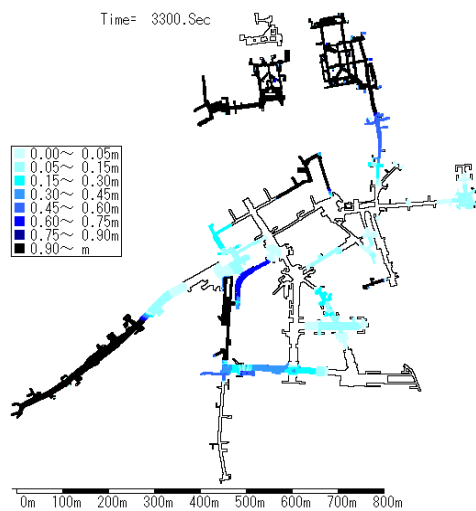 Time=  3300.Sec
0.00～ 0.05m
0.05～ 0.15m
0.15～ 0.30m
0.30～ 0.45m
0.45～ 0.60m
0.60～ 0.75m
0.75～ 0.90m
0.90～ m
0m 100m 200m 300m 400m 500m 600m 700m 800m